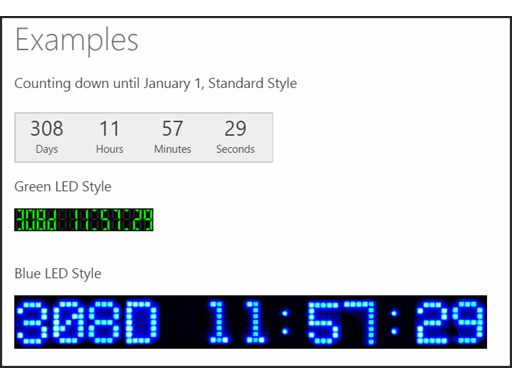 Examples
Counting down until January 1, Standard Style
308 11 57 29
Days Hours Minutes Seconds
Green LED Style
308d 11:57:29
Blue LED Style
308D 11:57:29